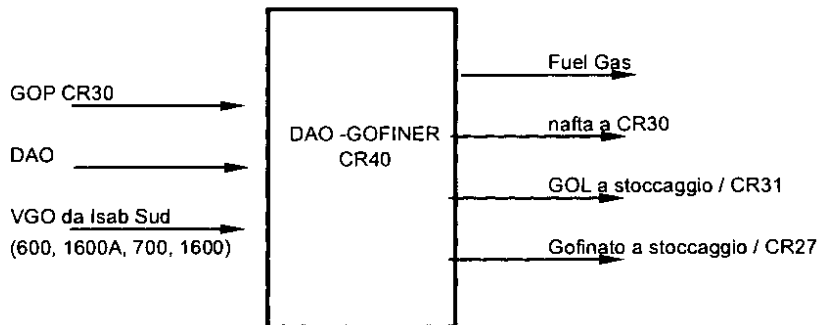 GOP CR30
DAO
VGO da Isab Sud
(600, 1600A, 700, 1600)
DAO -GOFINER
CR40
Fuel Gas
nafta a CR30
GOL a stoccaggio / CR31
Gofinato a stoccaggio / CR27